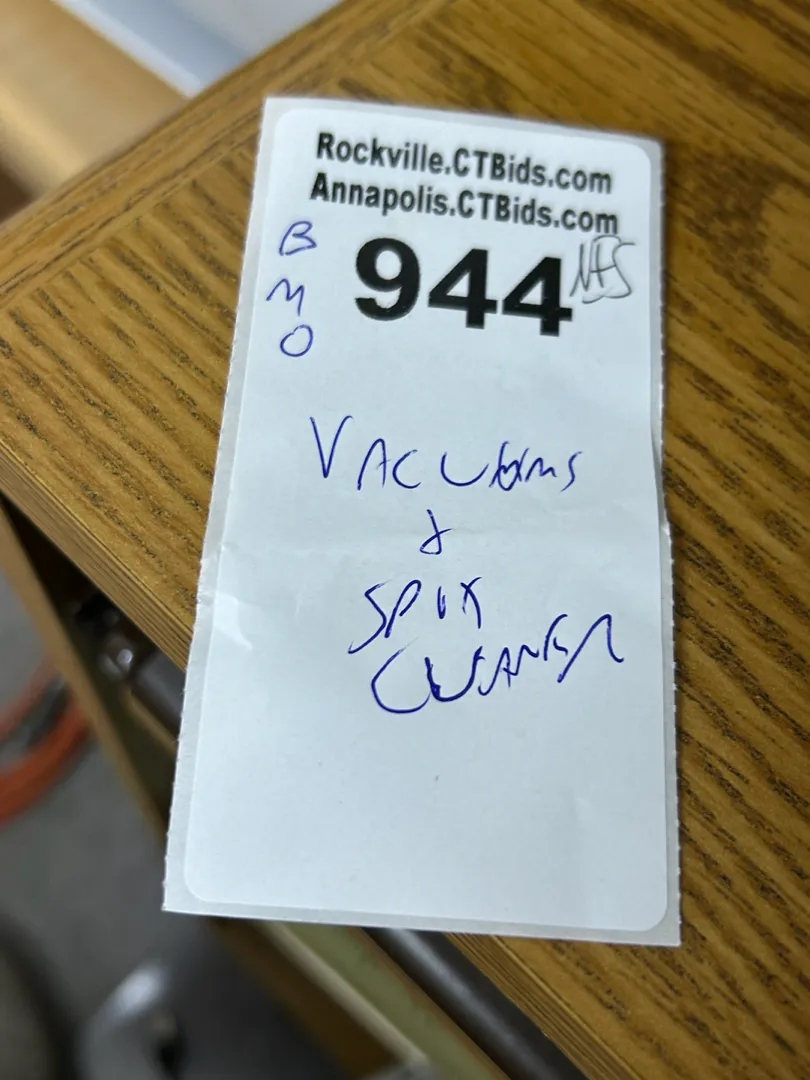 Rockville.CTBids.com
Annapolis.CTBids.com
B
M
O
944
VACUUMS
&
SPOT
CLEANER